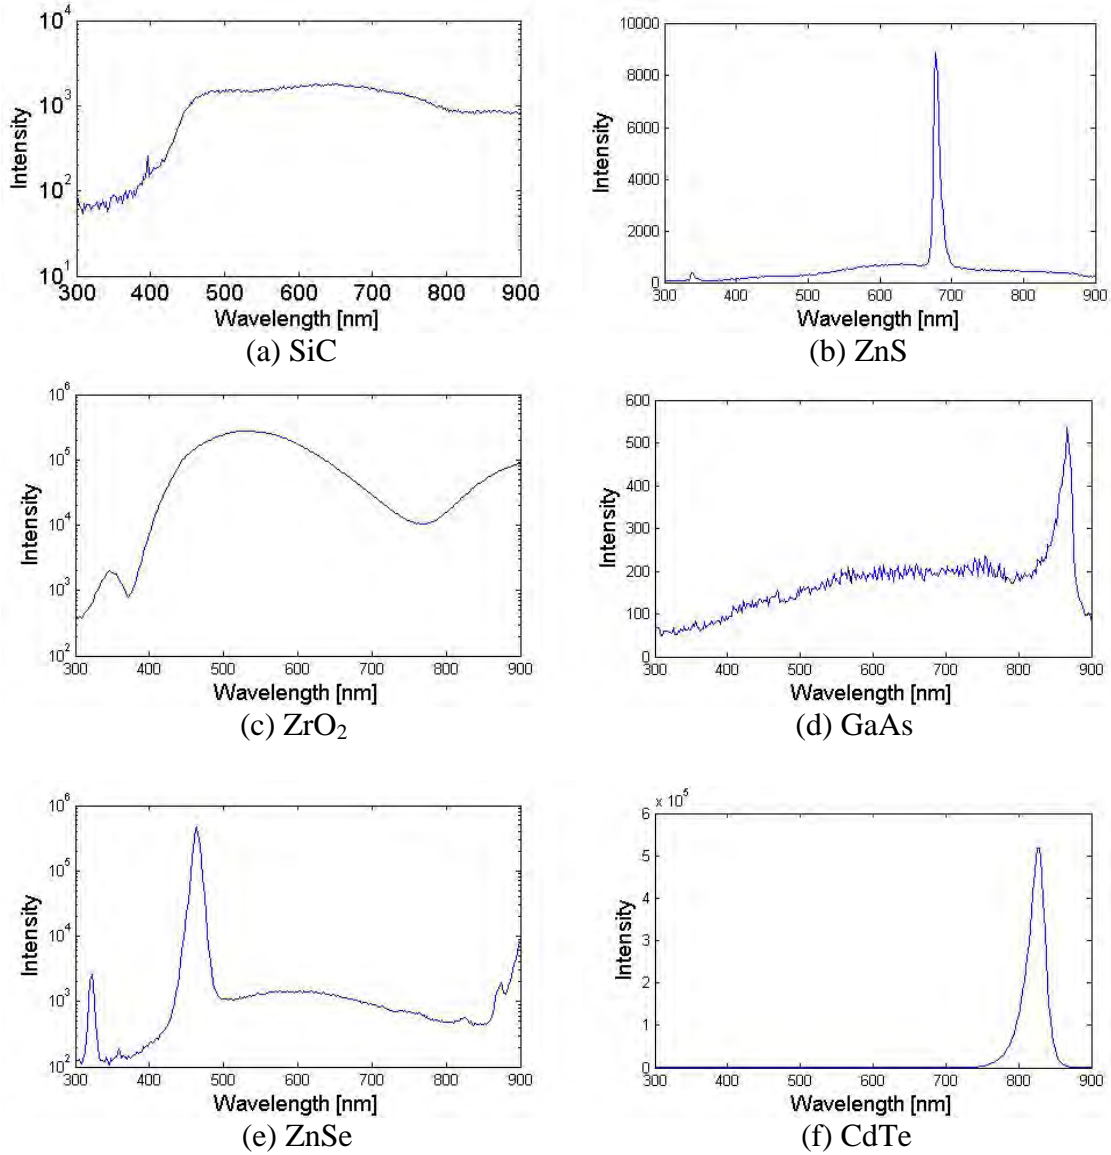 10⁴ 10000
Intensity 10³ 10² 10¹
300 400 500 600 700 800 900
Wavelength [nm]
(a) SiC
Intensity 8000 6000 4000 2000 0
300 400 500 600 700 800 900
Wavelength [nm]
(b) ZnS
Intensity 10⁶ 10⁵ 10⁴ 10³ 10²
300 400 500 600 700 800 900
Wavelength [nm]
(c) ZrO₂
Intensity 600 500 400 300 200 100 0
300 400 500 600 700 800 900
Wavelength [nm]
(d) GaAs
Intensity 10⁶ 10⁵ 10⁴ 10³ 10²
300 400 500 600 700 800 900
Wavelength [nm]
(e) ZnSe
x 10⁵
Intensity 6 5 4 3 2 1 0
300 400 500 600 700 800 900
Wavelength [nm]
(f) CdTe